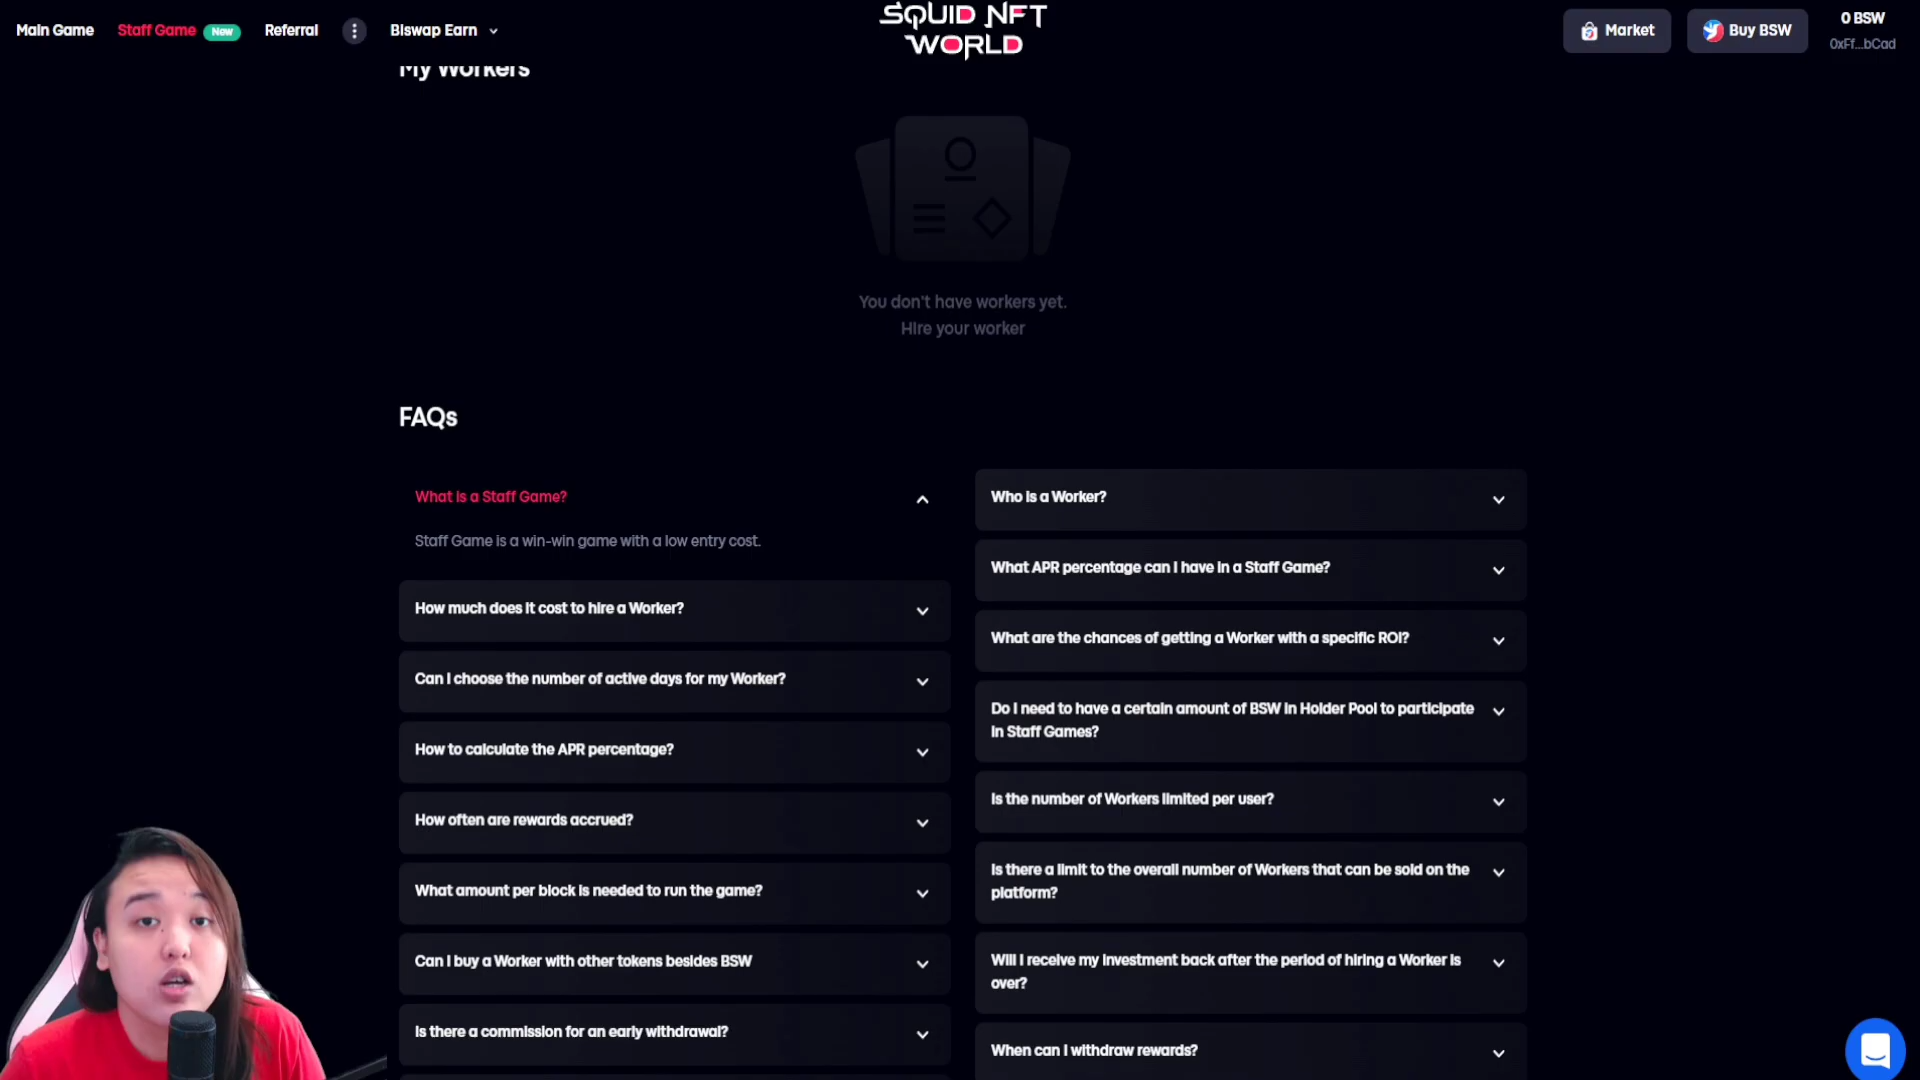 Main Game
Staff Game
New
Referral
Biswap Earn
SQUID NFT
WORLD
Market
Buy BSW
0 BSW
0xFf...bCad
My Workers
You don't have workers yet.
Hire your worker
FAQs
What is a Staff Game?
Staff Game is a win-win game with a low entry cost.
How much does it cost to hire a Worker?
Can I choose the number of active days for my Worker?
How to calculate the APR percentage?
How often are rewards accrued?
What amount per block is needed to run the game?
Can I buy a Worker with other tokens besides BSW
Is there a commission for an early withdrawal?
Who is a Worker?
What APR percentage can I have in a Staff Game?
What are the chances of getting a Worker with a specific ROI?
Do I need to have a certain amount of BSW in Holder Pool to participate
in Staff Games?
Is the number of Workers limited per user?
Is there a limit to the overall number of Workers that can be sold on the
platform?
Will I receive my investment back after the period of hiring a Worker is
over?
When can I withdraw rewards?